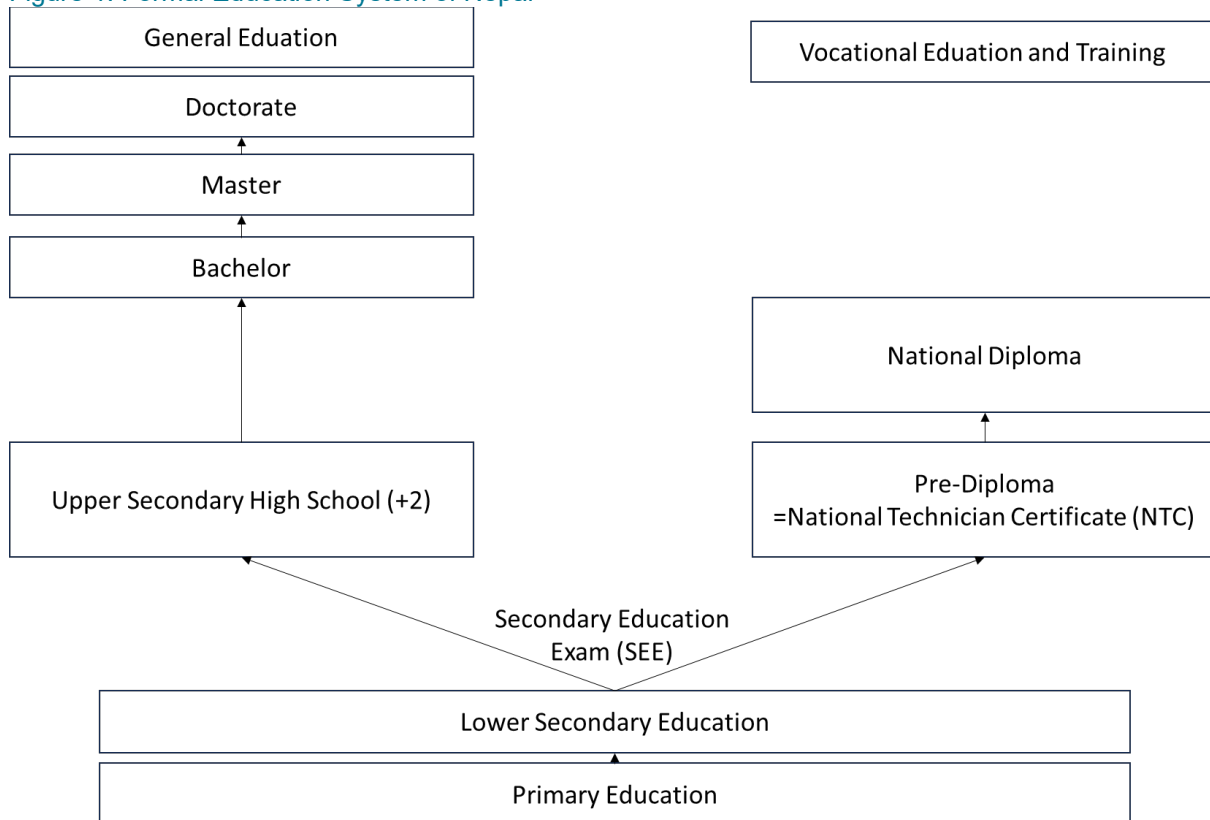 General Eduation
Vocational Eduation and Training
Doctorate
Master
Bachelor
National Diploma
Upper Secondary High School (+2)
Pre-Diploma
=National Technician Certificate (NTC)
Secondary Education
Exam (SEE)
Lower Secondary Education
Primary Education